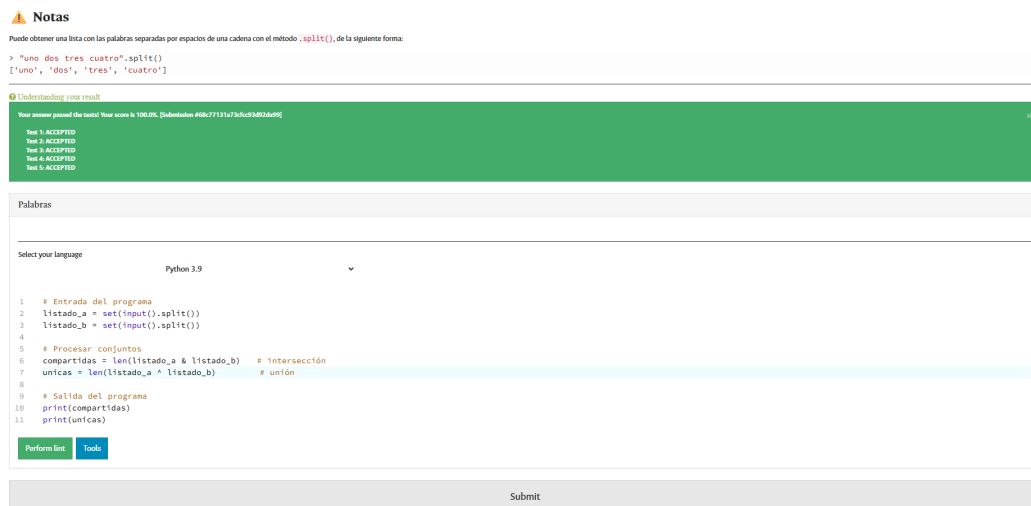 Notas
Puede obtener una lista con las palabras separadas por espacios de una cadena con el método .split(), de la siguiente forma:
> "uno dos tres cuatro".split()
['uno', 'dos', 'tres', 'cuatro']
Understanding your result
Your answer passed the tests! Your score is 100.0%. [Submission #68c77131a73cfcc93d92da99]
×
Test 1: ACCEPTED
Test 2: ACCEPTED
Test 3: ACCEPTED
Test 4: ACCEPTED
Test 5: ACCEPTED
Palabras
Select your language
Python 3.9
1 # Entrada del programa
2 listado_a = set(input().split())
3 listado_b = set(input().split())
4
5 # Procesar conjuntos
6 compartidas = len(listado_a & listado_b)   # intersección
7 unicas = len(listado_a ^ listado_b)        # unión
8
9 # Salida del programa
10 print(compartidas)
11 print(unicas)
Perform lint Tools
Submit